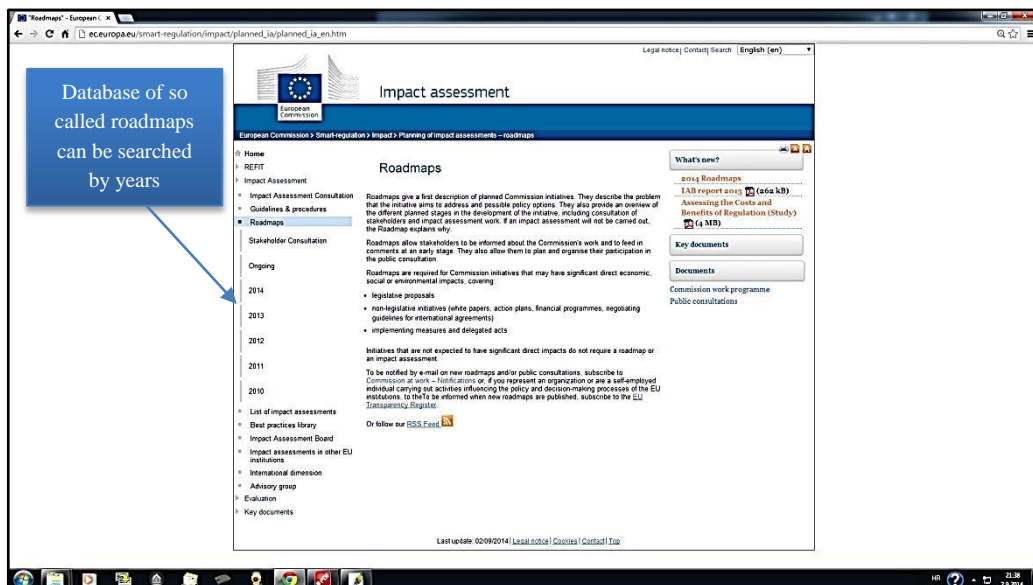 "Roadmaps" - European C
ec.europa.eu/smart-regulation/impact/planned_ia/planned_ia_en.htm
Legal notice| Contact| Search English (en)
Database of so
called roadmaps
can be searched
by years
European
Commission
Impact assessment
European Commission > Smart-regulation > Impact > Planning of impact assessments – roadmaps
Home
REFIT
Impact Assessment
Impact Assessment Consultation
Guidelines & procedures
Roadmaps
Stakeholder Consultation
Ongoing
2014
2013
2012
2011
2010
List of impact assessments
Best practices library
Impact Assessment Board
Impact assessments in other EU
institutions
International dimension
Advisory group
Evaluation
Key documents
Roadmaps
Roadmaps give a first description of planned Commission initiatives. They describe the problem
that the initiative aims to address and possible policy options. They also provide an overview of
the different planned stages in the development of the initiative, including consultation of
stakeholders and impact assessment work. If an impact assessment will not be carried out,
the Roadmap explains why.
Roadmaps allow stakeholders to be informed about the Commission's work and to feed in
comments at an early stage. They also allow them to plan and organise their participation in
the public consultation.
Roadmaps are required for Commission initiatives that may have significant direct economic,
social or environmental impacts, covering:
legislative proposals
non-legislative initiatives (white papers, action plans, financial programmes, negotiating
guidelines for international agreements)
implementing measures and delegated acts
Initiatives that are not expected to have significant direct impacts do not require a roadmap or
an impact assessment.
To be notified by e-mail on new roadmaps and/or public consultations, subscribe to
Commission at work – Notifications or, if you represent an organization or are a self-employed
individual carrying out activities influencing the policy and decision-making processes of the EU
institutions, to theTo be informed when new roadmaps are published, subscribe to the EU
Transparency Register.
Or follow our RSS Feed
What's new?
2014 Roadmaps
IAB report 2013 (262 kB)
Assessing the Costs and
Benefits of Regulation (Study)
(4 MB)
Key documents
Documents
Commission work programme
Public consultations
Last update: 02/09/2014 | Legal notice | Cookies | Contact | Top
HR
21:38
2.9.2014